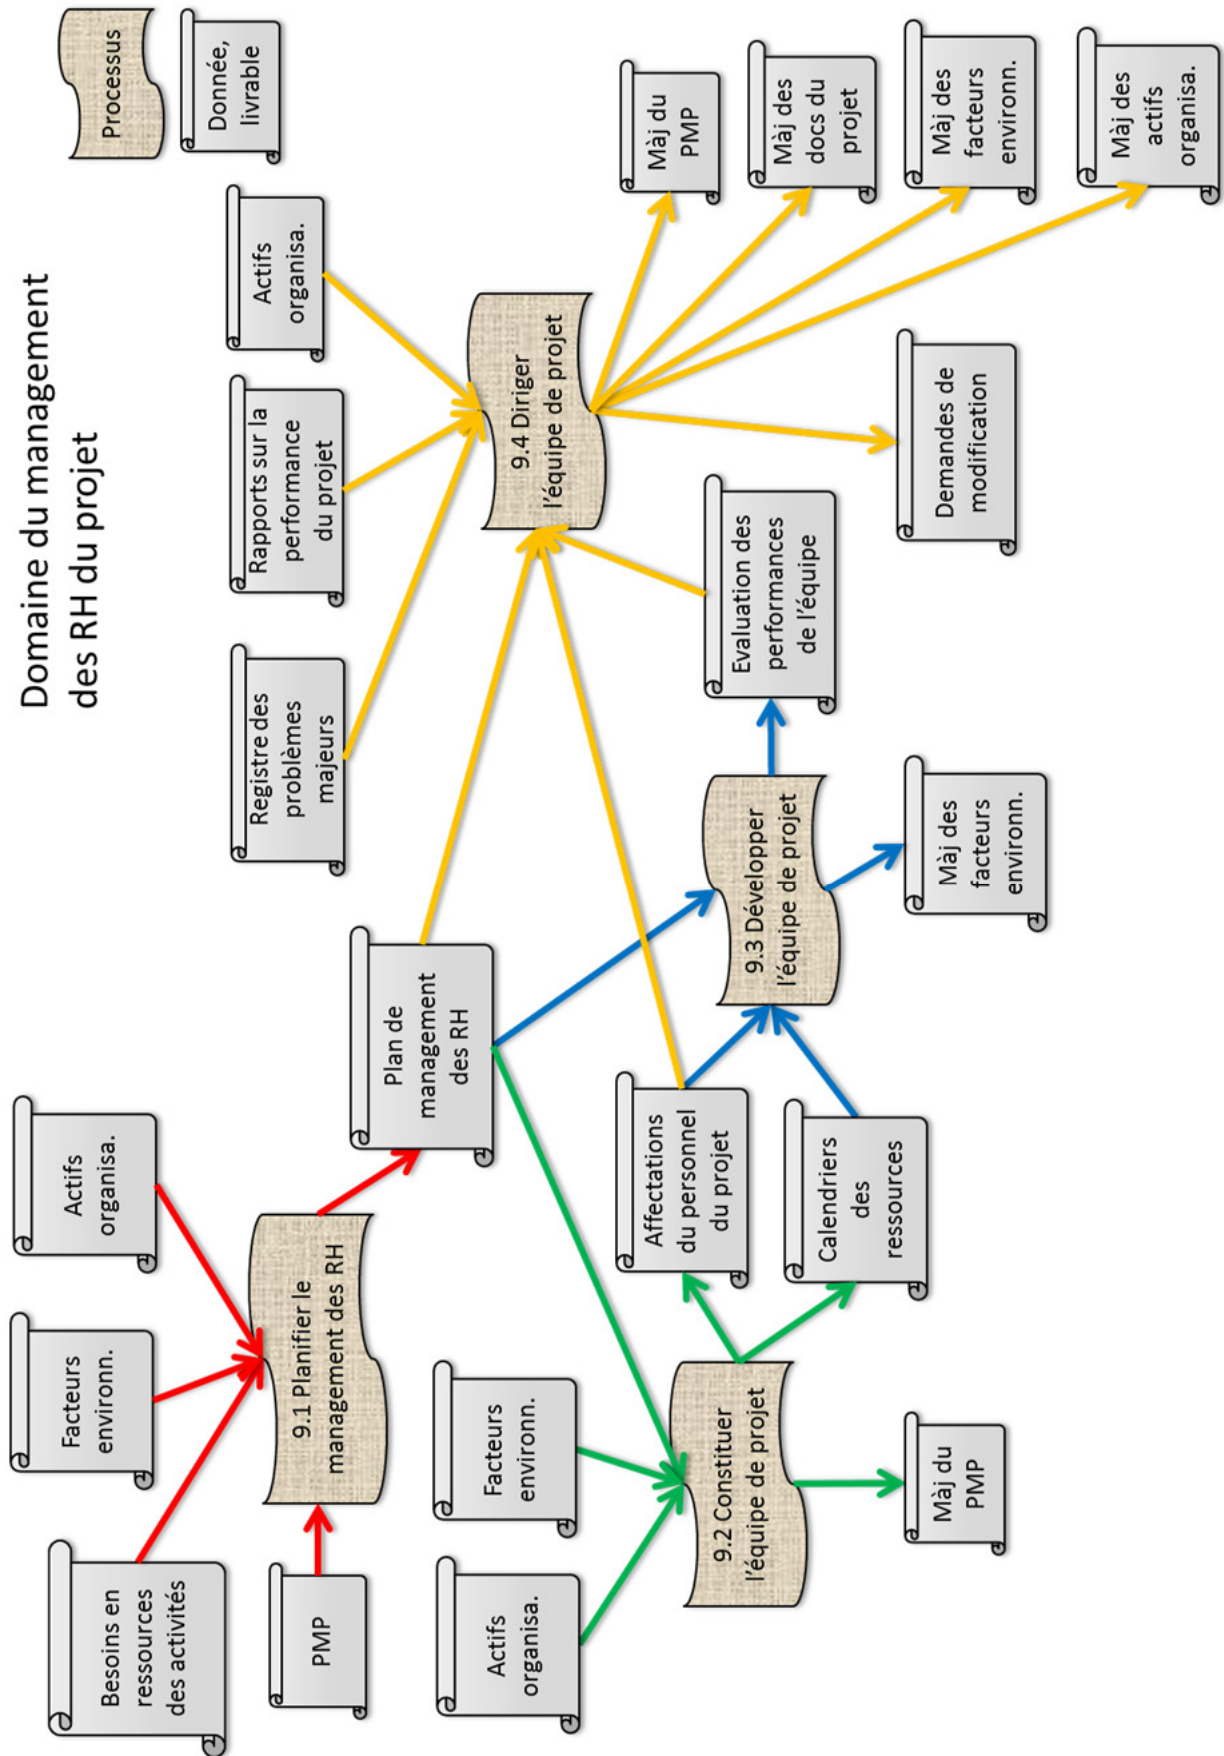 Domaine du management
des RH du projet
Processus
Donnée,
livrable
Besoins en
ressources
des activités
Facteurs
environn.
Actifs
organisa.
PMP
9.1 Planifier le
management des RH
Plan de
management
des RH
Registre des
problèmes
majeurs
Rapports sur la
performance
du projet
Actifs
organisa.
9.4 Diriger
l'équipe de projet
Màj du
PMP
Màj des
docs du
projet
Màj des
facteurs
environn.
Màj des
actifs
organisa.
Demandes de
modification
Actifs
organisa.
Facteurs
environn.
9.2 Constituer
l'équipe de projet
Màj du
PMP
Affectations
du personnel
du projet
Calendriers
des
ressources
9.3 Développer
l'équipe de projet
Evaluation des
performances
de l'équipe
Màj des
facteurs
environn.